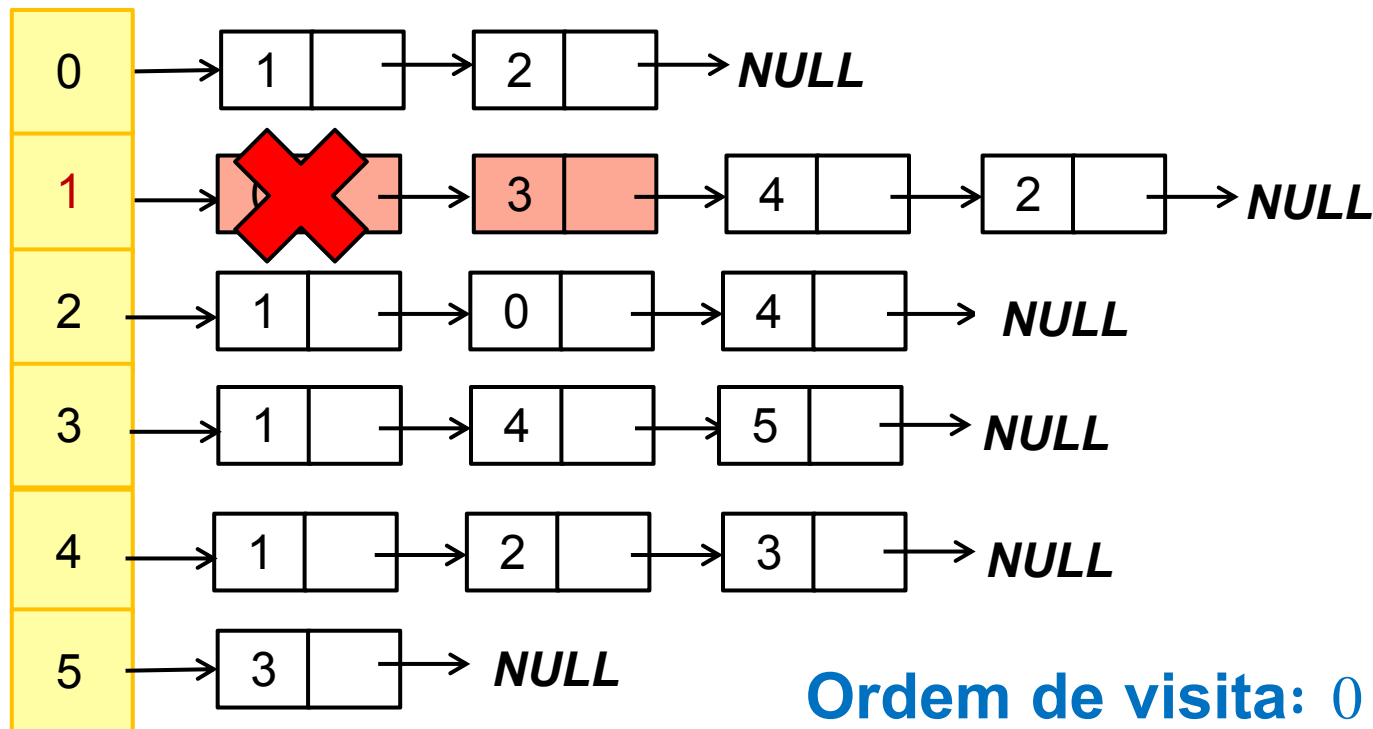 0 1 2 NULL
1 3 4 2 NULL
2 1 0 4 NULL
3 1 4 5 NULL
4 1 2 3 NULL
5 3 NULL
Ordem de visita: 0